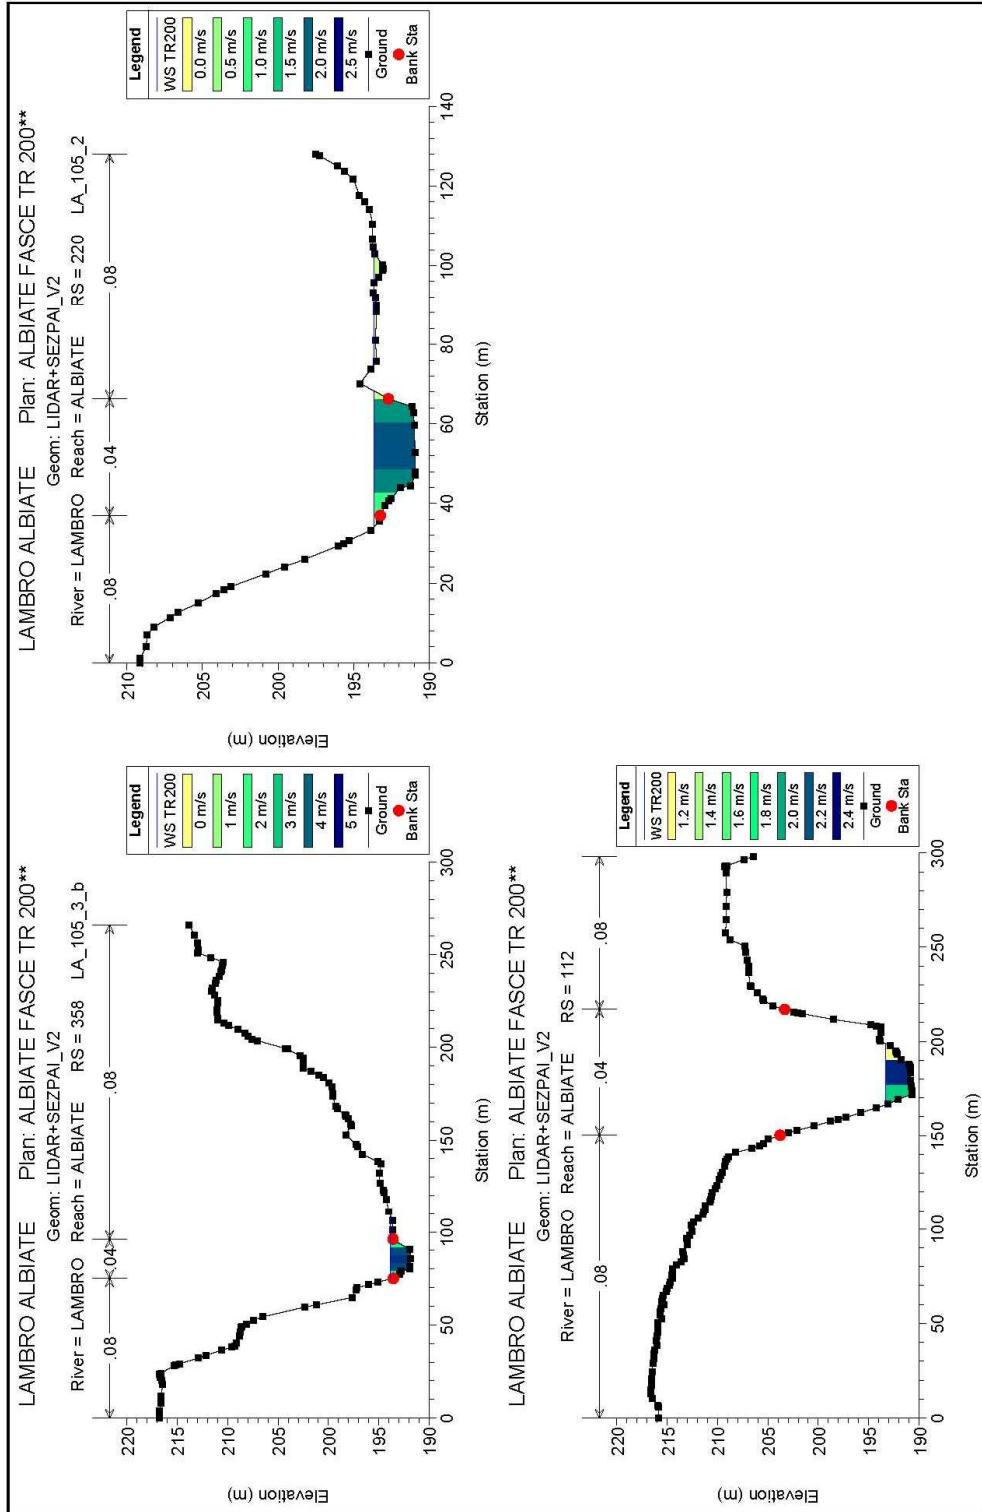 LAMBRO ALBIATE Plan: ALBIATE FASCE TR 200**
Geom: LIDAR+SEZPAI_V2
River = LAMBRO Reach = ALBIATE RS = 358 LA_105_3_b
.08
.04
.08
Legend
WS TR200
0 m/s
1 m/s
2 m/s
3 m/s
4 m/s
5 m/s
Ground
Bank Sta
220
215
210
205
200
195
190
Elevation (m)
0 50 100 150 200 250 300
Station (m)
LAMBRO ALBIATE Plan: ALBIATE FASCE TR 200**
Geom: LIDAR+SEZPAI_V2
River = LAMBRO Reach = ALBIATE RS = 220 LA_105_2
.08
.04
.08
Legend
WS TR200
0.0 m/s
0.5 m/s
1.0 m/s
1.5 m/s
2.0 m/s
2.5 m/s
Ground
Bank Sta
210
205
200
195
190
Elevation (m)
0 20 40 60 80 100 120 140
Station (m)
LAMBRO ALBIATE Plan: ALBIATE FASCE TR 200**
Geom: LIDAR+SEZPAI_V2
River = LAMBRO Reach = ALBIATE RS = 112
.08
.04
.08
Legend
WS TR200
1.2 m/s
1.4 m/s
1.6 m/s
1.8 m/s
2.0 m/s
2.2 m/s
2.4 m/s
Ground
Bank Sta
220
215
210
205
200
195
190
Elevation (m)
0 50 100 150 200 250 300
Station (m)